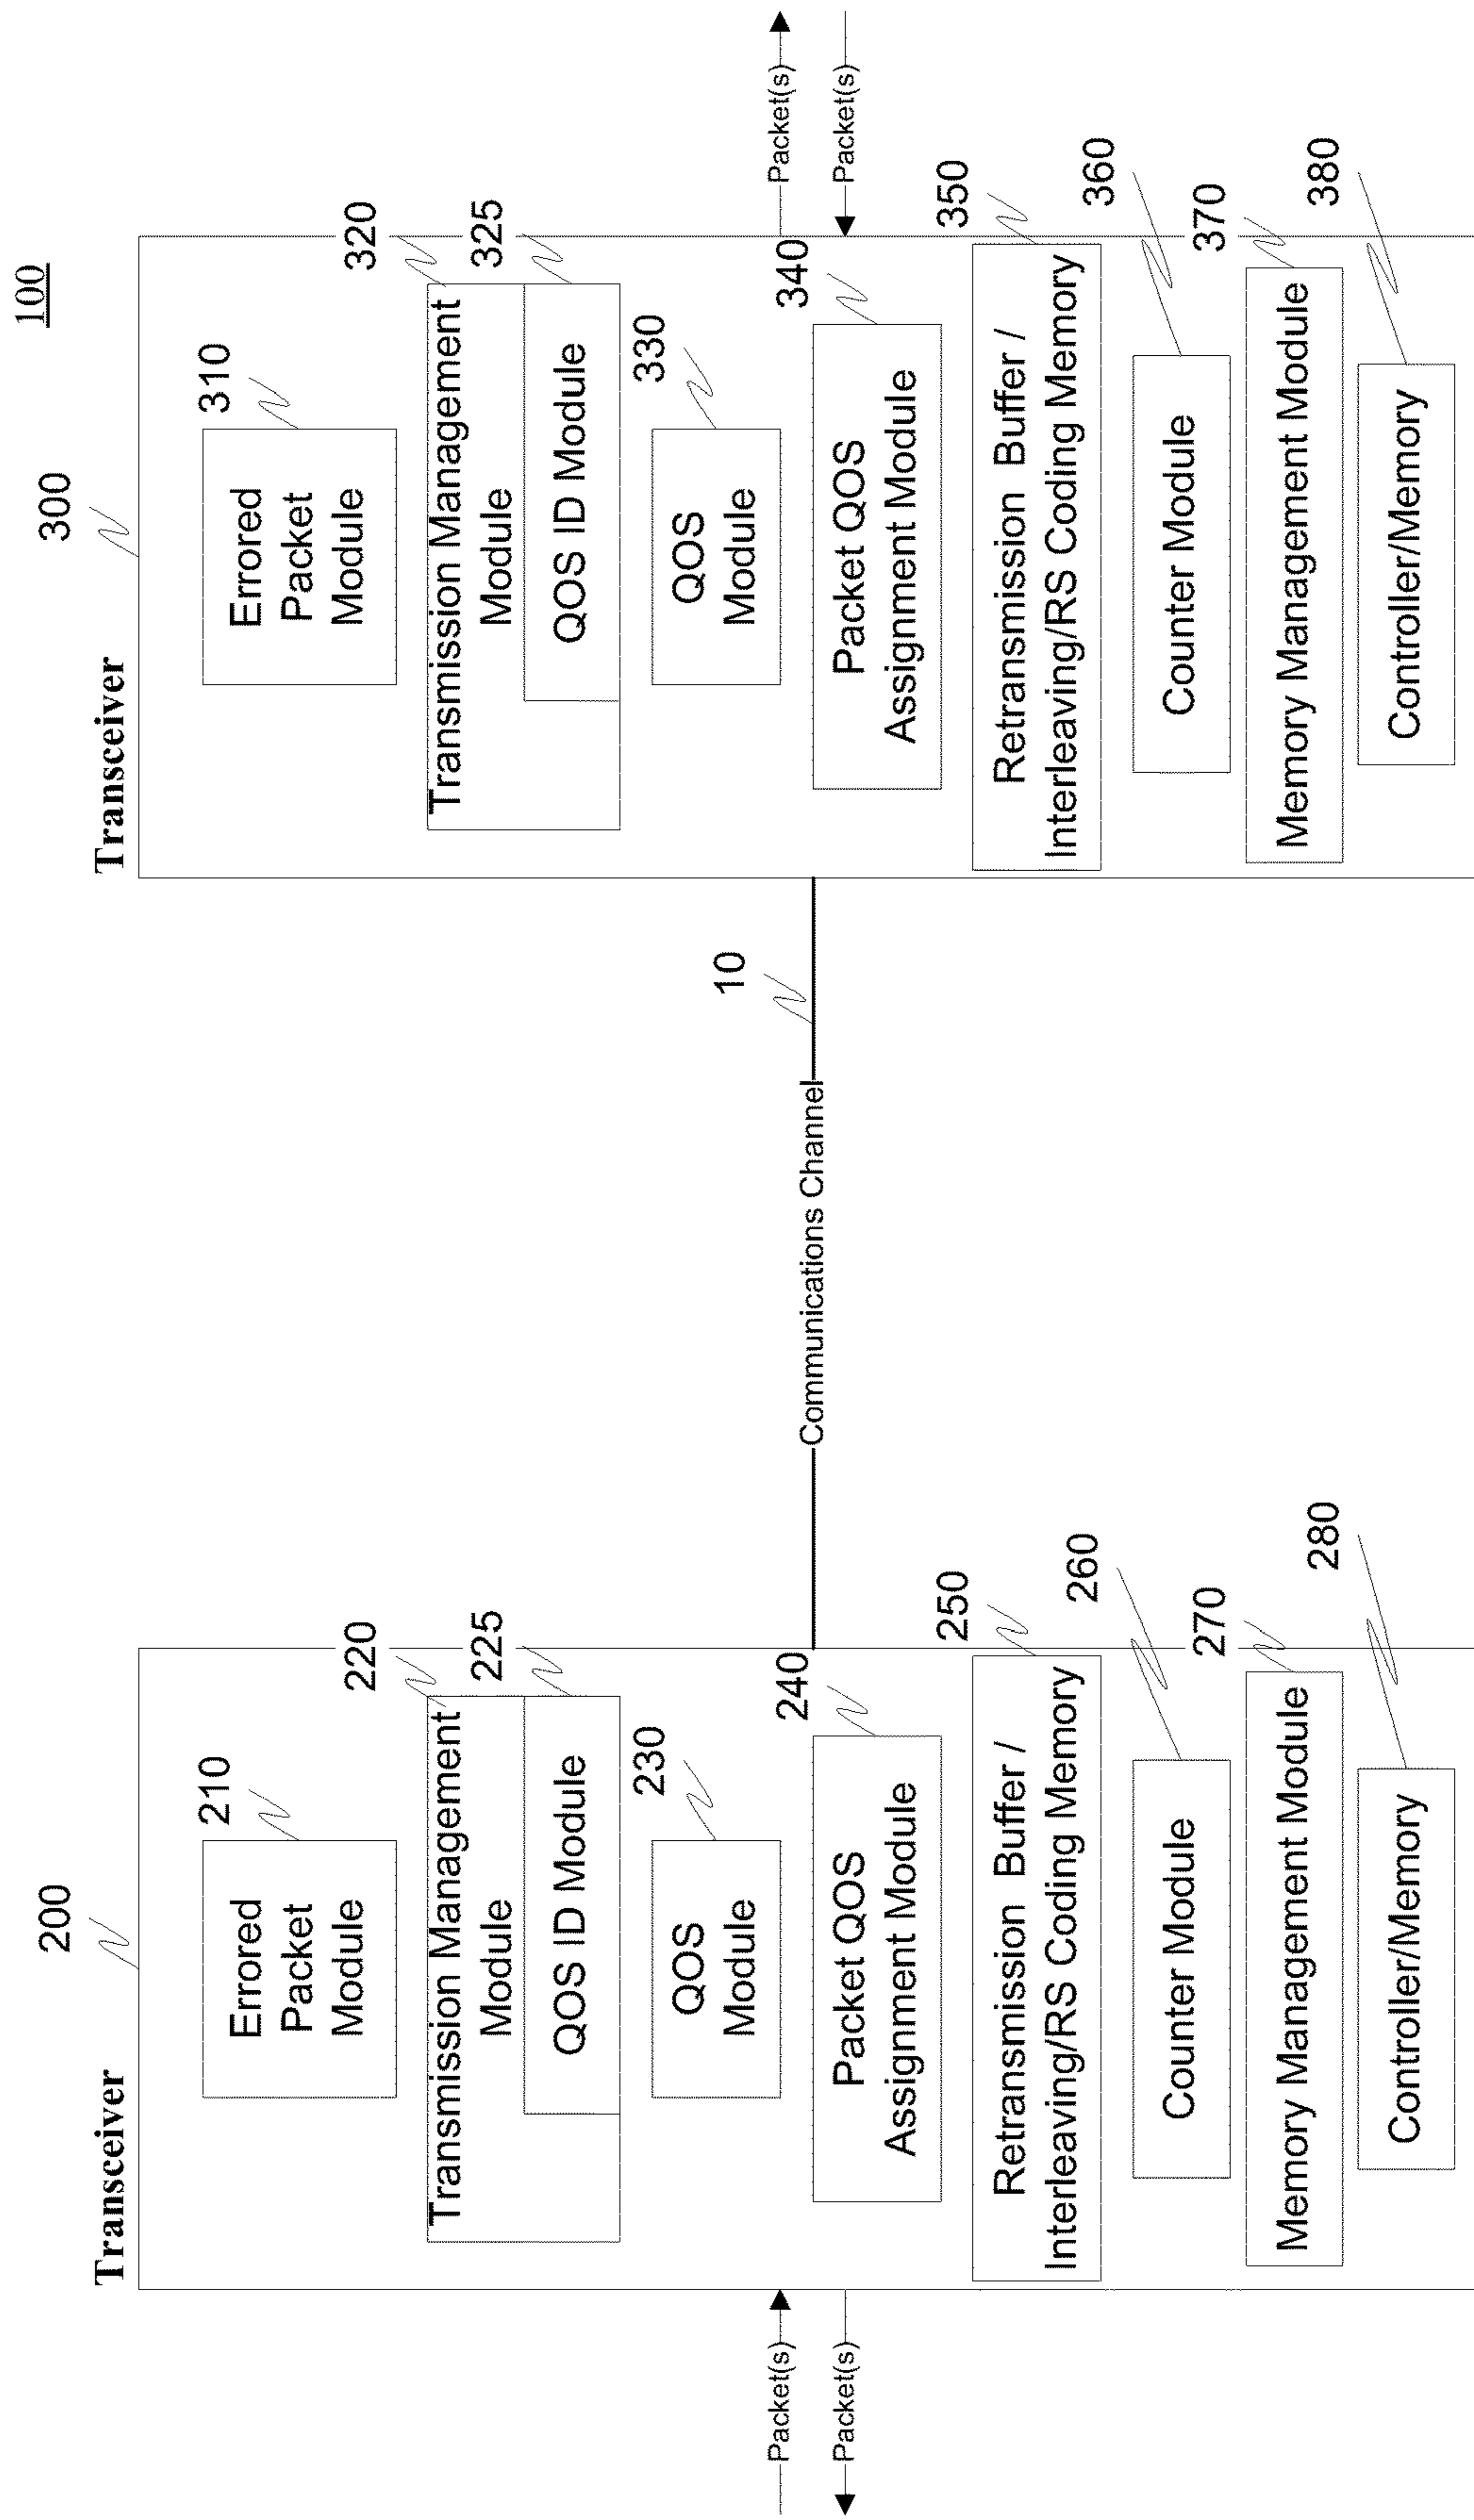 100
Transceiver
200
Errored
Packet
Module
210
Transmission Management
Module
220
QOS ID Module
225
QOS
Module
230
Packet QOS
Assignment Module
240
Retransmission Buffer /
Interleaving/RS Coding Memory
250
Counter Module
260
Memory Management Module
270
Controller/Memory
280
Packet(s)
Packet(s)
Communications Channel
10
Transceiver
300
Errored
Packet
Module
310
Transmission Management
Module
320
QOS ID Module
325
QOS
Module
330
Packet QOS
Assignment Module
340
Retransmission Buffer /
Interleaving/RS Coding Memory
350
Counter Module
360
Memory Management Module
370
Controller/Memory
380
Packet(s)
Packet(s)